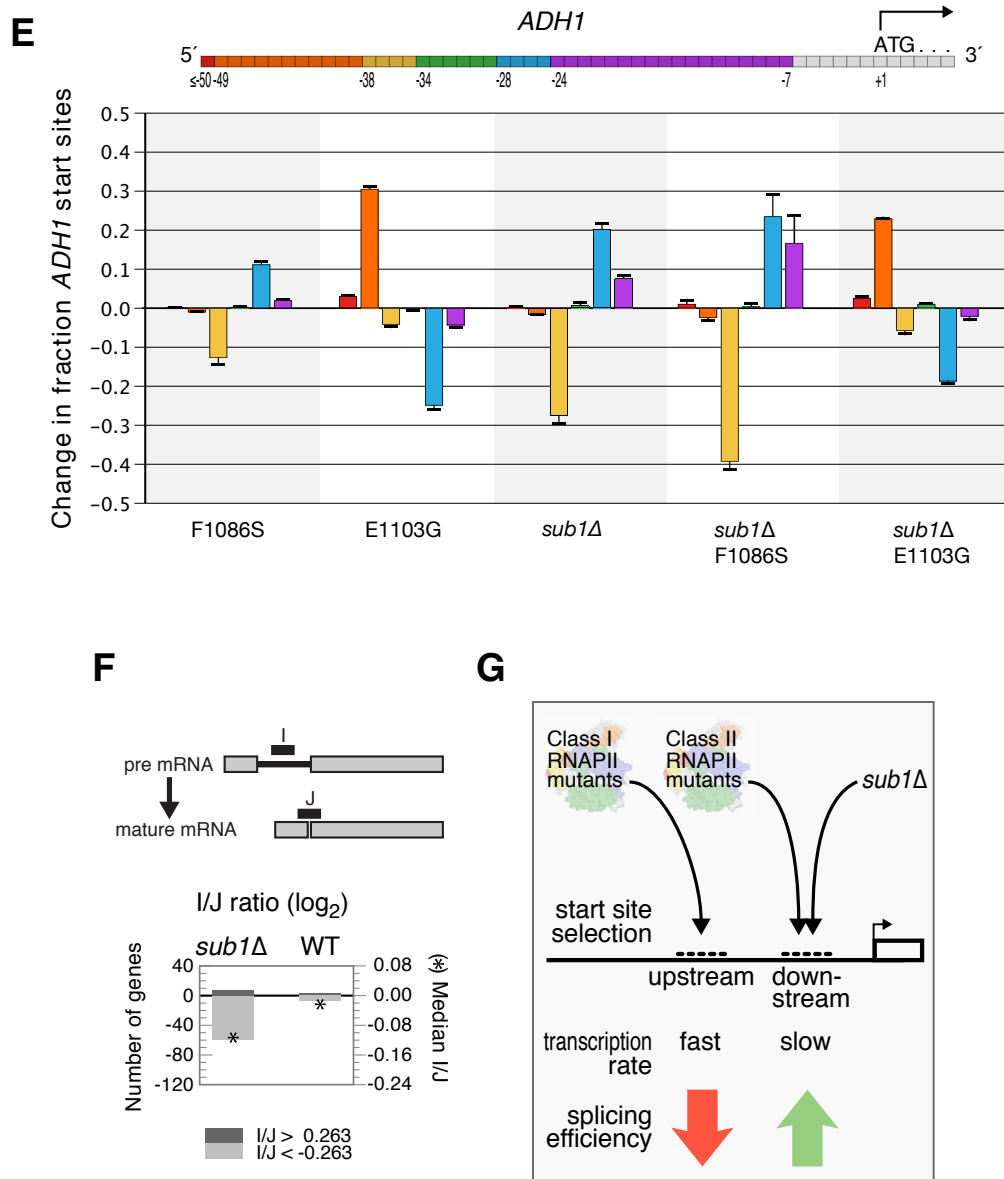 E
ADH1
ATG . . .
5´
3´
≤-50 -49 -38 -34 -28 -24 -7 +1
Change in fraction ADH1 start sites
0.5
0.4
0.3
0.2
0.1
0.0
−0.1
−0.2
−0.3
−0.4
−0.5
F1086S
E1103G
sub1Δ
sub1Δ
F1086S
sub1Δ
E1103G
F
I
pre mRNA
J
mature mRNA
I/J ratio (log2)
sub1Δ WT
Number of genes
40
0
-40
-80
-120
0.08
0.00
-0.08
-0.16
-0.24
(*) Median I/J
*
*
I/J > 0.263
I/J < -0.263
G
Class I
RNAPII
mutants
Class II
RNAPII
mutants
sub1Δ
start site
selection
upstream
down-
stream
transcription
rate
fast
slow
splicing
efficiency